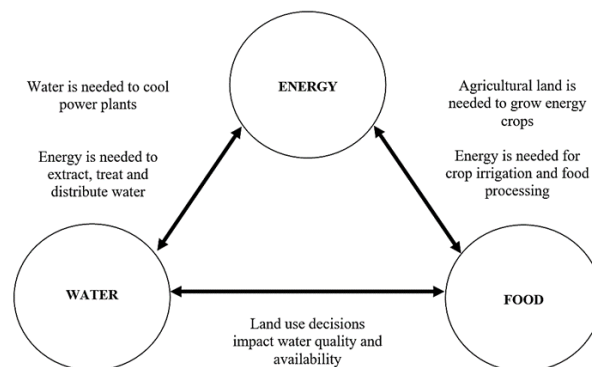 ENERGY
Water is needed to cool
power plants
Energy is needed to
extract, treat and
distribute water
Agricultural land is
needed to grow energy
crops
Energy is needed for
crop irrigation and food
processing
WATER
FOOD
Land use decisions
impact water quality and
availability